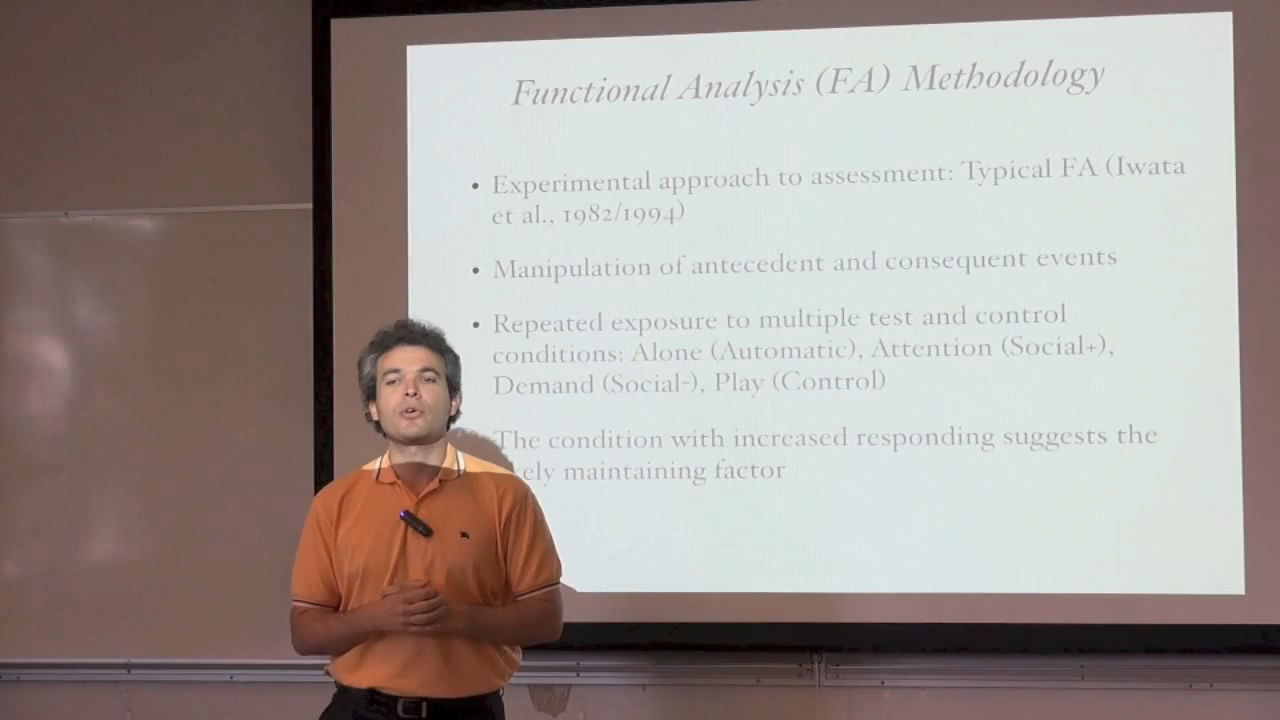 Functional Analysis (FA) Methodology
• Experimental approach to assessment: Typical FA (Iwata
et al., 1982/1994)
• Manipulation of antecedent and consequent events
• Repeated exposure to multiple test and control
conditions: Alone (Automatic), Attention (Social+),
Demand (Social-), Play (Control)
The condition with increased responding suggests the
maintaining factor